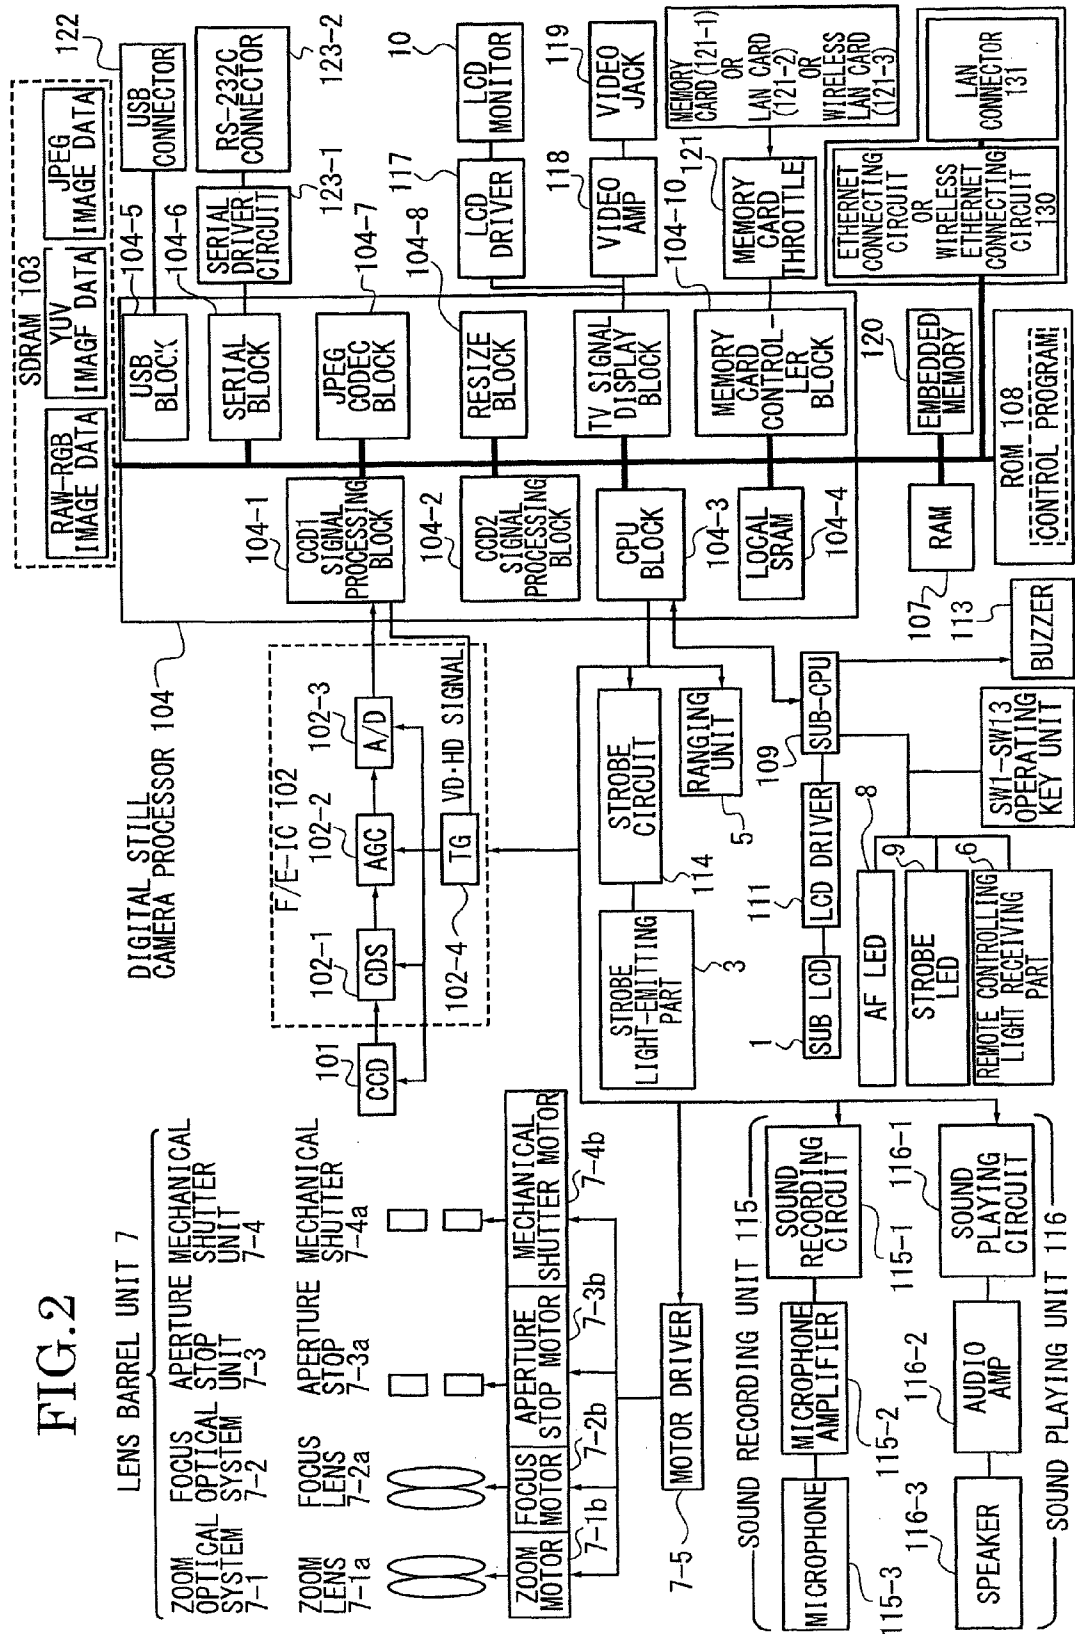 FIG.2
LENS BARREL UNIT 7
ZOOM
OPTICAL
SYSTEM
7-1
FOCUS
OPTICAL
SYSTEM
7-2
APERTURE
STOP
UNIT
7-3
MECHANICAL
SHUTTER
UNIT
7-4
ZOOM
LENS
7-1a
FOCUS
LENS
7-2a
APERTURE
STOP
7-3a
MECHANICAL
SHUTTER
7-4a
ZOOM
MOTOR
7-1b
FOCUS
MOTOR
7-2b
APERTURE
STOP MOTOR
7-3b
MECHANICAL
SHUTTER MOTOR
7-4b
MOTOR DRIVER
7-5
DIGITAL STILL
CAMERA PROCESSOR 104
F/E-IC 102
101
CCD
102-1
CDS
102-2
AGC
102-3
A/D
102-4
TG
VD·HD SIGNAL
SDRAM 103
RAW-RGB
IMAGE DATA
YUV
IMAGF DATA
JPEG
IMAGE DATA
122
USB
CONNECTOR
RS-232C
CONNECTOR
123-2
SERIAL
DRIVER
CIRCUIT
123-1
104-5
USB
BLOCK
104-6
SERIAL
BLOCK
104-7
JPEG
CODEC
BLOCK
104-8
RESIZE
BLOCK
TV SIGNAL
DISPLAY
BLOCK
104-10
MEMORY
CARD
CONTROL-
LER BLOCK
10
LCD
MONITOR
117
LCD
DRIVER
119
VIDEO
JACK
118
VIDEO
AMP
MEMORY
CARD(121-1)
OR
LAN CARD
(121-2)
OR
WIRELESS
LAN CARD
(121-3)
121
MEMORY
CARD
THROTTLE
LAN
CONNECTOR
131
ETHERNET
CONNECTING
CIRCUIT
OR
WIRELESS
ETHERNET
CONNECTING
CIRCUIT
130
104-1
CCD1
SIGNAL
PROCESSING
BLOCK
104-2
CCD2
SIGNAL
PROCESSING
BLOCK
CPU
BLOCK
104-3
LOCAL
SRAM
104-4
120
EMBEDDED
MEMORY
RAM
107
ROM 108
CONTROL PROGRAM
STROBE
CIRCUIT
114
STROBE
LIGHT-EMITTING
PART
3
RANGING
UNIT
5
109
SUB-CPU
111
LCD DRIVER
1
SUB LCD
113
BUZZER
SW1-SW13
OPERATING
KEY UNIT
AF LED
8
STROBE
LED
9
REMOTE CONTROLLING
LIGHT RECEIVING
PART
6
SOUND RECORDING UNIT 115
MICROPHONE
115-3
MICROPHONE
AMPLIFIER
115-2
SOUND
RECORDING
CIRCUIT
115-1
116-3
SPEAKER
116-2
AUDIO
AMP
116-1
SOUND
PLAYING
CIRCUIT
SOUND PLAYING UNIT 116